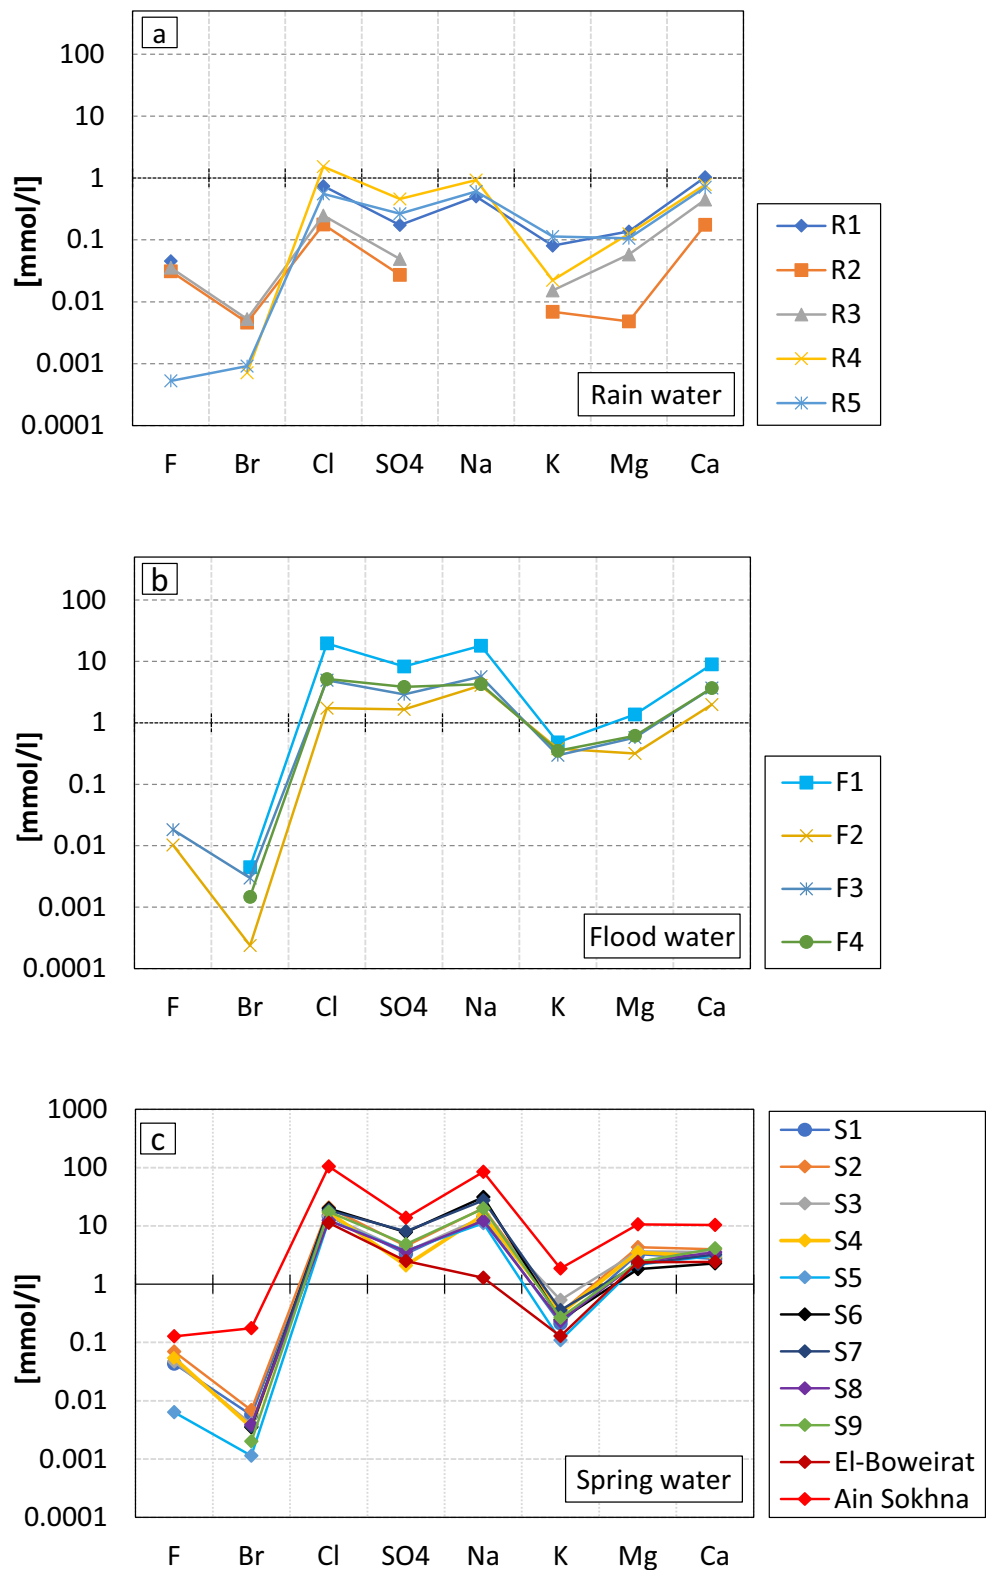 a
100
10
1
0.1
0.01
0.001
0.0001
[mmol/l]
F Br Cl SO4 Na K Mg Ca
Rain water
R1
R2
R3
R4
R5
b
100
10
1
0.1
0.01
0.001
0.0001
[mmol/l]
F Br Cl SO4 Na K Mg Ca
Flood water
F1
F2
F3
F4
c
1000
100
10
1
0.1
0.01
0.001
0.0001
[mmol/l]
F Br Cl SO4 Na K Mg Ca
Spring water
S1
S2
S3
S4
S5
S6
S7
S8
S9
El-Boweirat
Ain Sokhna